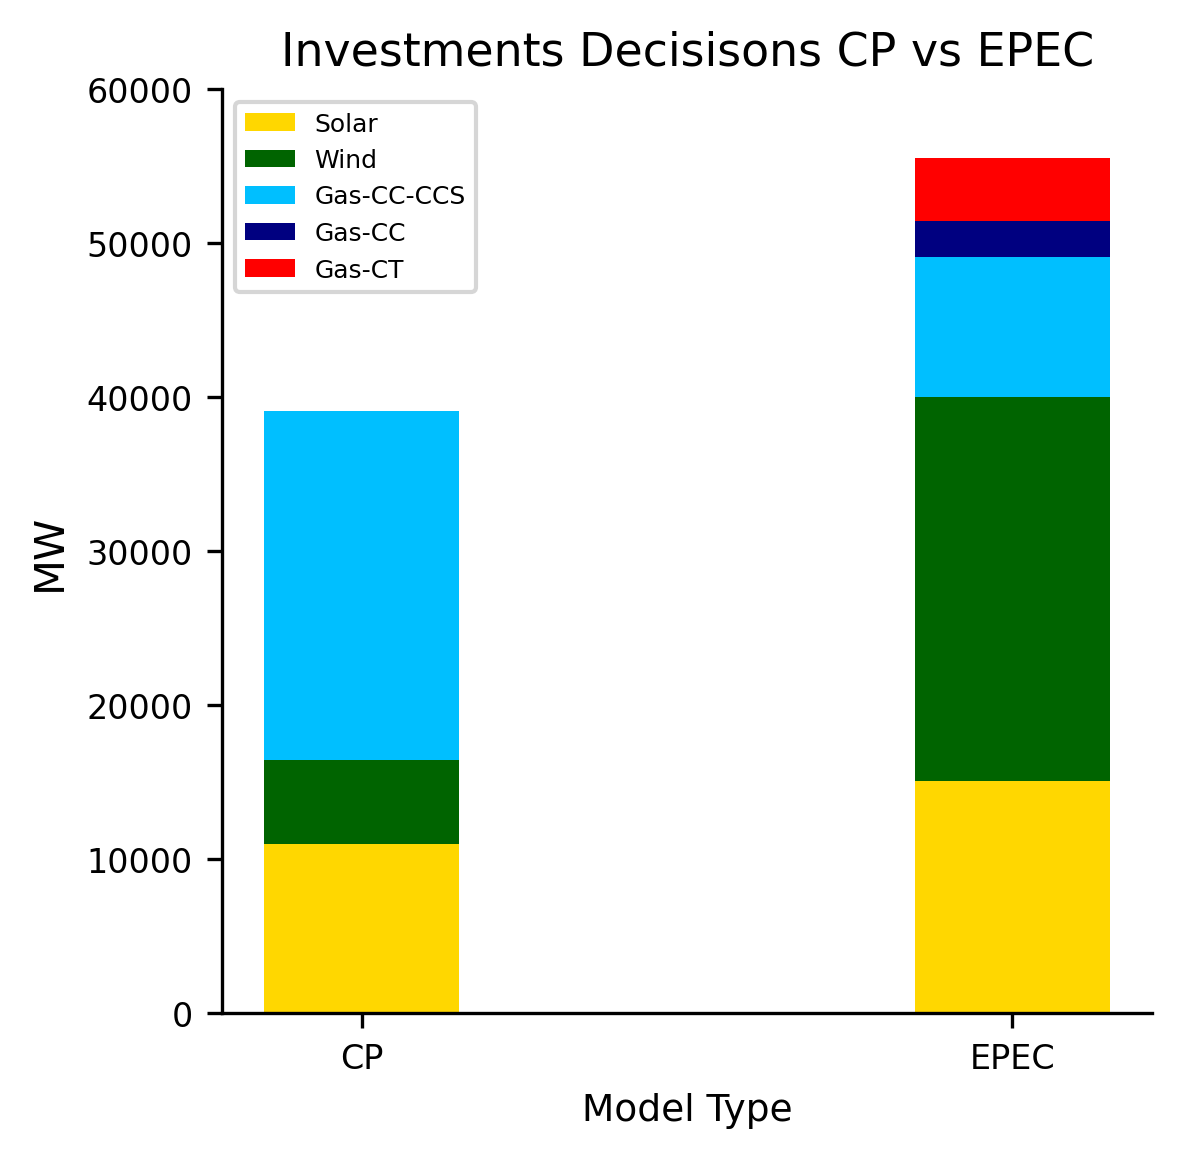 Investments Decisisons CP vs EPEC
60000
50000
40000
30000
20000
10000
0
MW
Solar
Wind
Gas-CC-CCS
Gas-CC
Gas-CT
CP
EPEC
Model Type